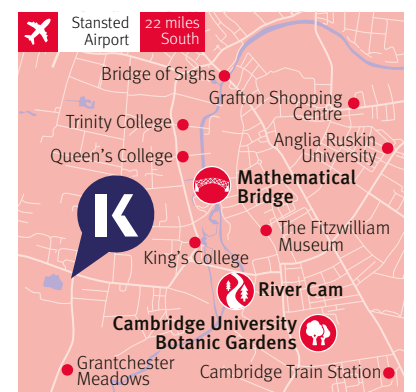 Stansted
Airport
22 miles
South
Bridge of Sighs
Grafton Shopping
Centre
Trinity College
Anglia Ruskin
University
Queen's College
Mathematical
Bridge
K
The Fitzwilliam
Museum
King's College
River Cam
Cambridge University
Botanic Gardens
Grantchester
Meadows
Cambridge Train Station